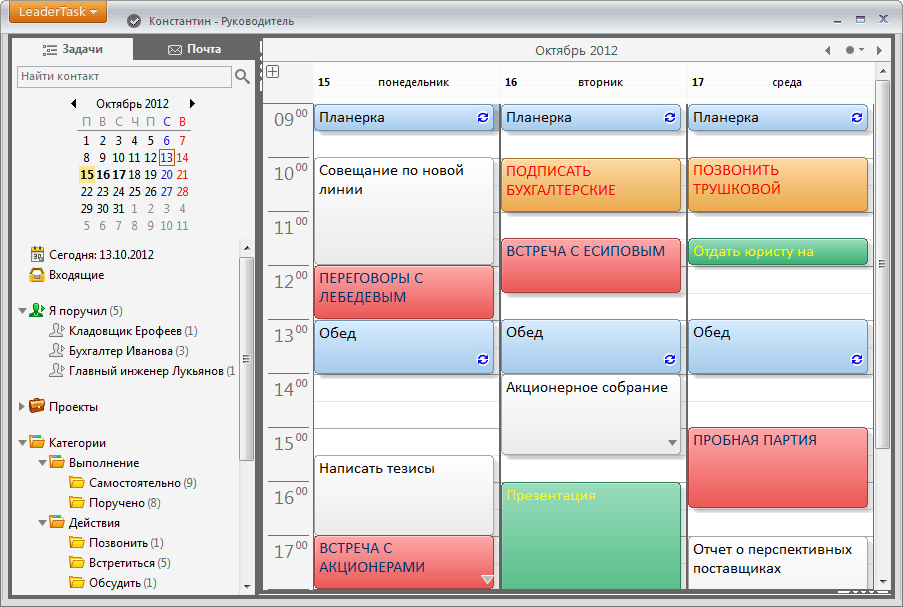 LeaderTask
Константин - Руководитель
Задачи
Почта
Найти контакт
Октябрь 2012
П В С Ч П С В
1 2 3 4 5 6 7
8 9 10 11 12 13 14
15 16 17 18 19 20 21
22 23 24 25 26 27 28
29 30 31 1 2 3 4
5 6 7 8 9 10 11
Сегодня: 13.10.2012
Входящие
Я поручил (5)
Кладовщик Ерофеев (1)
Бухгалтер Иванова (3)
Главный инженер Лукьянов (1
Проекты
Категории
Выполнение
Самостоятельно (9)
Поручено (8)
Действия
Позвонить (1)
Встретиться (5)
Обсудить (1)
Октябрь 2012
15 понедельник
16 вторник
17 среда
09 00
10 00
11 00
12 00
13 00
14 00
15 00
16 00
17 00
Планерка
Совещание по новой
линии
ПЕРЕГОВОРЫ С
ЛЕБЕДЕВЫМ
Обед
Написать тезисы
ВСТРЕЧА С
АКЦИОНЕРАМИ
Планерка
ПОДПИСАТЬ
БУХГАЛТЕРСКИЕ
ВСТРЕЧА С ЕСИПОВЫМ
Обед
Акционерное собрание
Презентация
Планерка
ПОЗВОНИТЬ
ТРУШКОВОЙ
Отдать юристу на
Обед
ПРОБНАЯ ПАРТИЯ
Отчет о перспективных
поставщиках